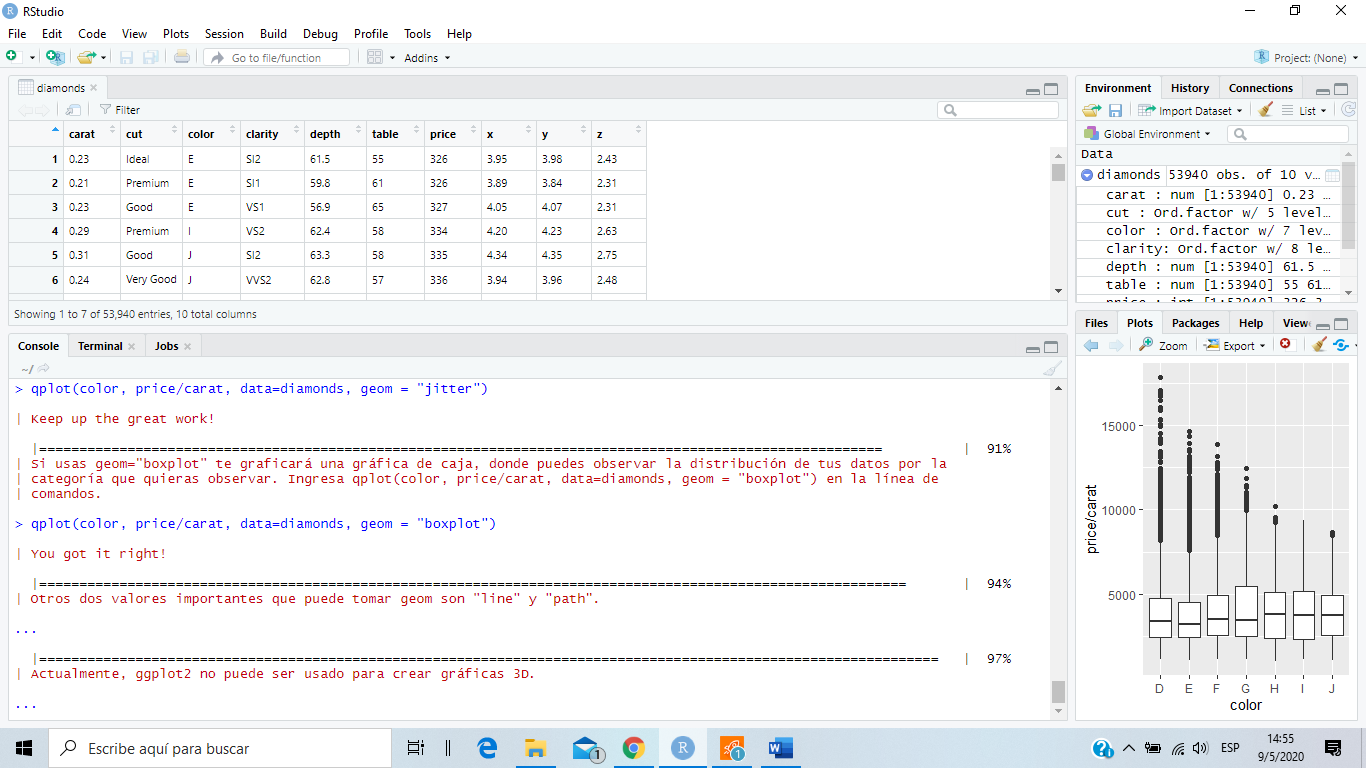 RStudio
File Edit Code View Plots Session Build Debug Profile Tools Help
Go to file/function Addins Project: (None)
diamonds
Filter
carat cut color clarity depth table price x y z
1 0.23 Ideal E SI2 61.5 55 326 3.95 3.98 2.43
2 0.21 Premium E SI1 59.8 61 326 3.89 3.84 2.31
3 0.23 Good E VS1 56.9 65 327 4.05 4.07 2.31
4 0.29 Premium I VS2 62.4 58 334 4.20 4.23 2.63
5 0.31 Good J SI2 63.3 58 335 4.34 4.35 2.75
6 0.24 Very Good J VVS2 62.8 57 336 3.94 3.96 2.48
Showing 1 to 7 of 53,940 entries, 10 total columns
Console Terminal Jobs
~/
> qplot(color, price/carat, data=diamonds, geom = "jitter")
| Keep up the great work!
|========================================================================================================= | 91%
| Si usas geom="boxplot" te graficará una gráfica de caja, donde puedes observar la distribución de tus datos por la
| categoría que quieras observar. Ingresa qplot(color, price/carat, data=diamonds, geom = "boxplot") en la línea de
| comandos.
> qplot(color, price/carat, data=diamonds, geom = "boxplot")
| You got it right!
|============================================================================================================ | 94%
| Otros dos valores importantes que puede tomar geom son "line" y "path".
...
|================================================================================================================ | 97%
| Actualmente, ggplot2 no puede ser usado para crear gráficas 3D.
...
Environment History Connections
Import Dataset List
Global Environment
Data
diamonds 53940 obs. of 10 v…
carat : num [1:53940] 0.23 …
cut : Ord.factor w/ 5 level…
color : Ord.factor w/ 7 lev…
clarity: Ord.factor w/ 8 le…
depth : num [1:53940] 61.5 …
table : num [1:53940] 55 61…
price : int [1:53940] 326 3…
Files Plots Packages Help View
Zoom Export
price/carat
15000
10000
5000
D E F G H I J
color
Escribe aquí para buscar
1
1
ESP
14:55
9/5/2020